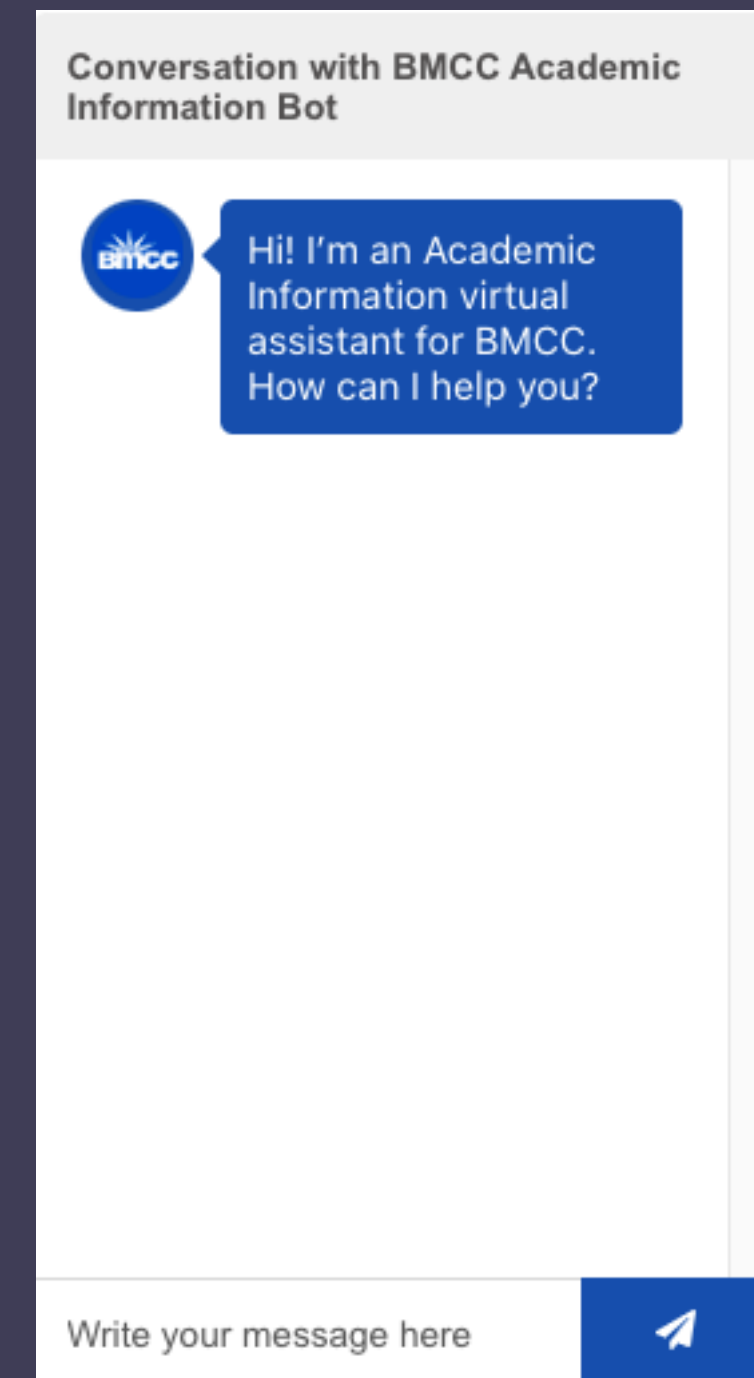 Conversation with BMCC Academic
Information Bot
BMCC
Hi! I’m an Academic
Information virtual
assistant for BMCC.
How can I help you?
Write your message here